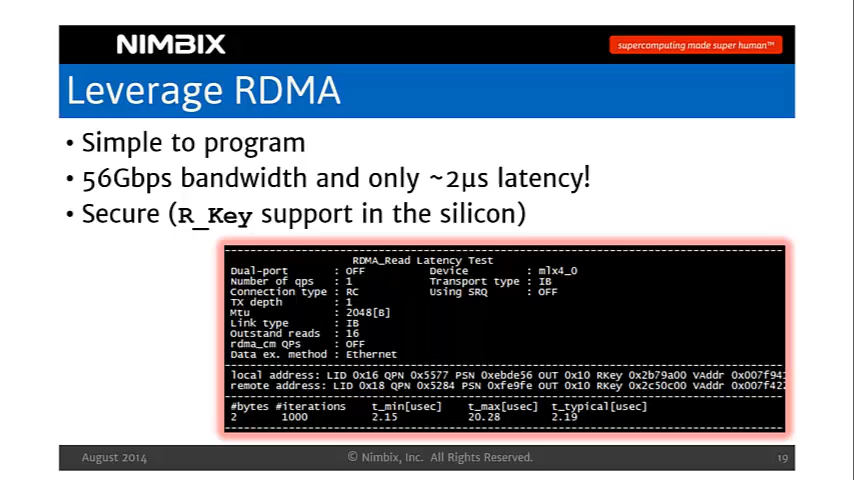 NIMBIX
supercomputing made super human™
Leverage RDMA
• Simple to program
• 56Gbps bandwidth and only ~2µs latency!
• Secure (R_Key support in the silicon)
RDMA_Read Latency Test
Dual-port : OFF Device : mlx4_0
Number of qps : 1 Transport type : IB
Connection type : RC Using SRQ : OFF
TX depth : 1
Mtu : 2048[B]
Link type : IB
Outstand reads : 16
rdma_cm QPs : OFF
Data ex. method : Ethernet
local address: LID 0x16 QPN 0x5577 PSN 0xebde56 OUT 0x10 RKey 0x2b79a00 VAddr
remote address: LID 0x18 QPN 0x5284 PSN 0xfe9fe OUT 0x10 RKey 0x2c50c00 VAddr
#bytes #iterations t_min[usec] t_max[usec] t_typical[usec]
2 1000 2.15 20.28 2.19
August 2014
© Nimbix, Inc. All Rights Reserved.
19